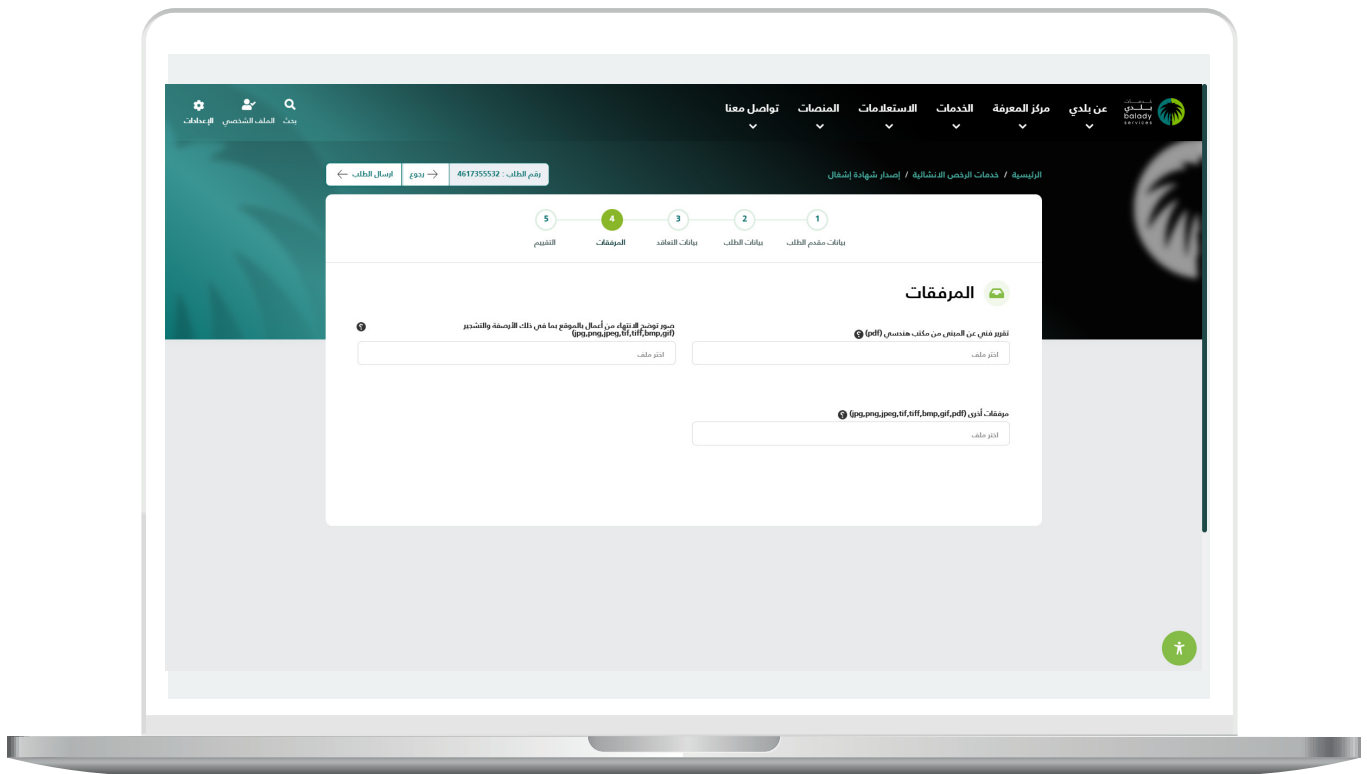 خدمات
بلدي
balady
services
عن بلدي
مركز المعرفة
الخدمات
الاستعلامات
المنصات
تواصل معنا
بحث
الملف الشخصي
الإعدادات
الرئيسية / خدمات الرخص الانشائية / إصدار شهادة إشغال
رقم الطلب : 4617355532
رجوع
ارسال الطلب
1
بيانات مقدم الطلب
2
بيانات الطلب
3
بيانات التعاقد
4
المرفقات
5
التقييم
المرفقات
تقرير فني عن المبنى من مكتب هندسي (pdf) ?
اختر ملف
صور توضح الانتهاء من أعمال بالموقع بما في ذلك الأرصفة والتشجير
(jpg,png,jpeg,tif,tiff,bmp,gif) ?
اختر ملف
مرفقات أخرى (jpg,png,jpeg,tif,tiff,bmp,gif,pdf) ?
اختر ملف